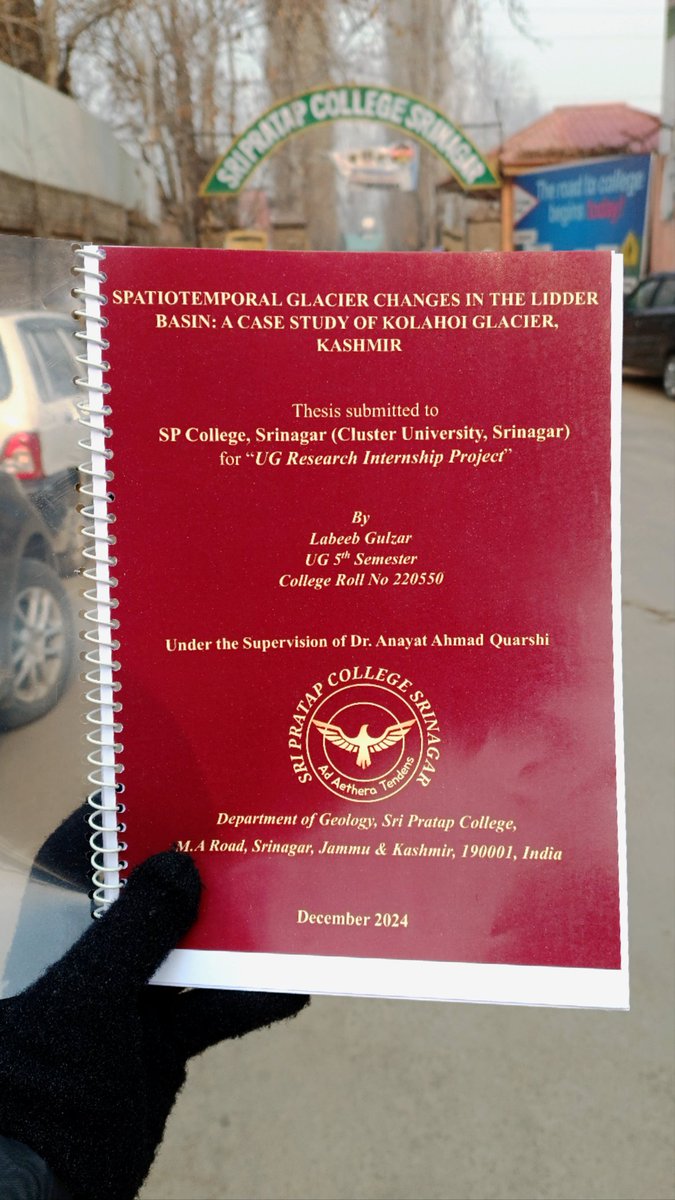 SRI PRATAP COLLEGE SRINAGAR
The road to college
begins today!
SPATIOTEMPORAL GLACIER CHANGES IN THE LIDDER
BASIN: A CASE STUDY OF KOLAHOI GLACIER,
KASHMIR
Thesis submitted to
SP College, Srinagar (Cluster University, Srinagar)
for “UG Research Internship Project”
By
Labeeb Gulzar
UG 5th Semester
College Roll No 220550
Under the Supervision of Dr. Anayat Ahmad Quarshi
SRI PRATAP COLLEGE SRINAGAR
Ad Aethera Tendens
Department of Geology, Sri Pratap College,
M.A Road, Srinagar, Jammu & Kashmir, 190001, India
December 2024